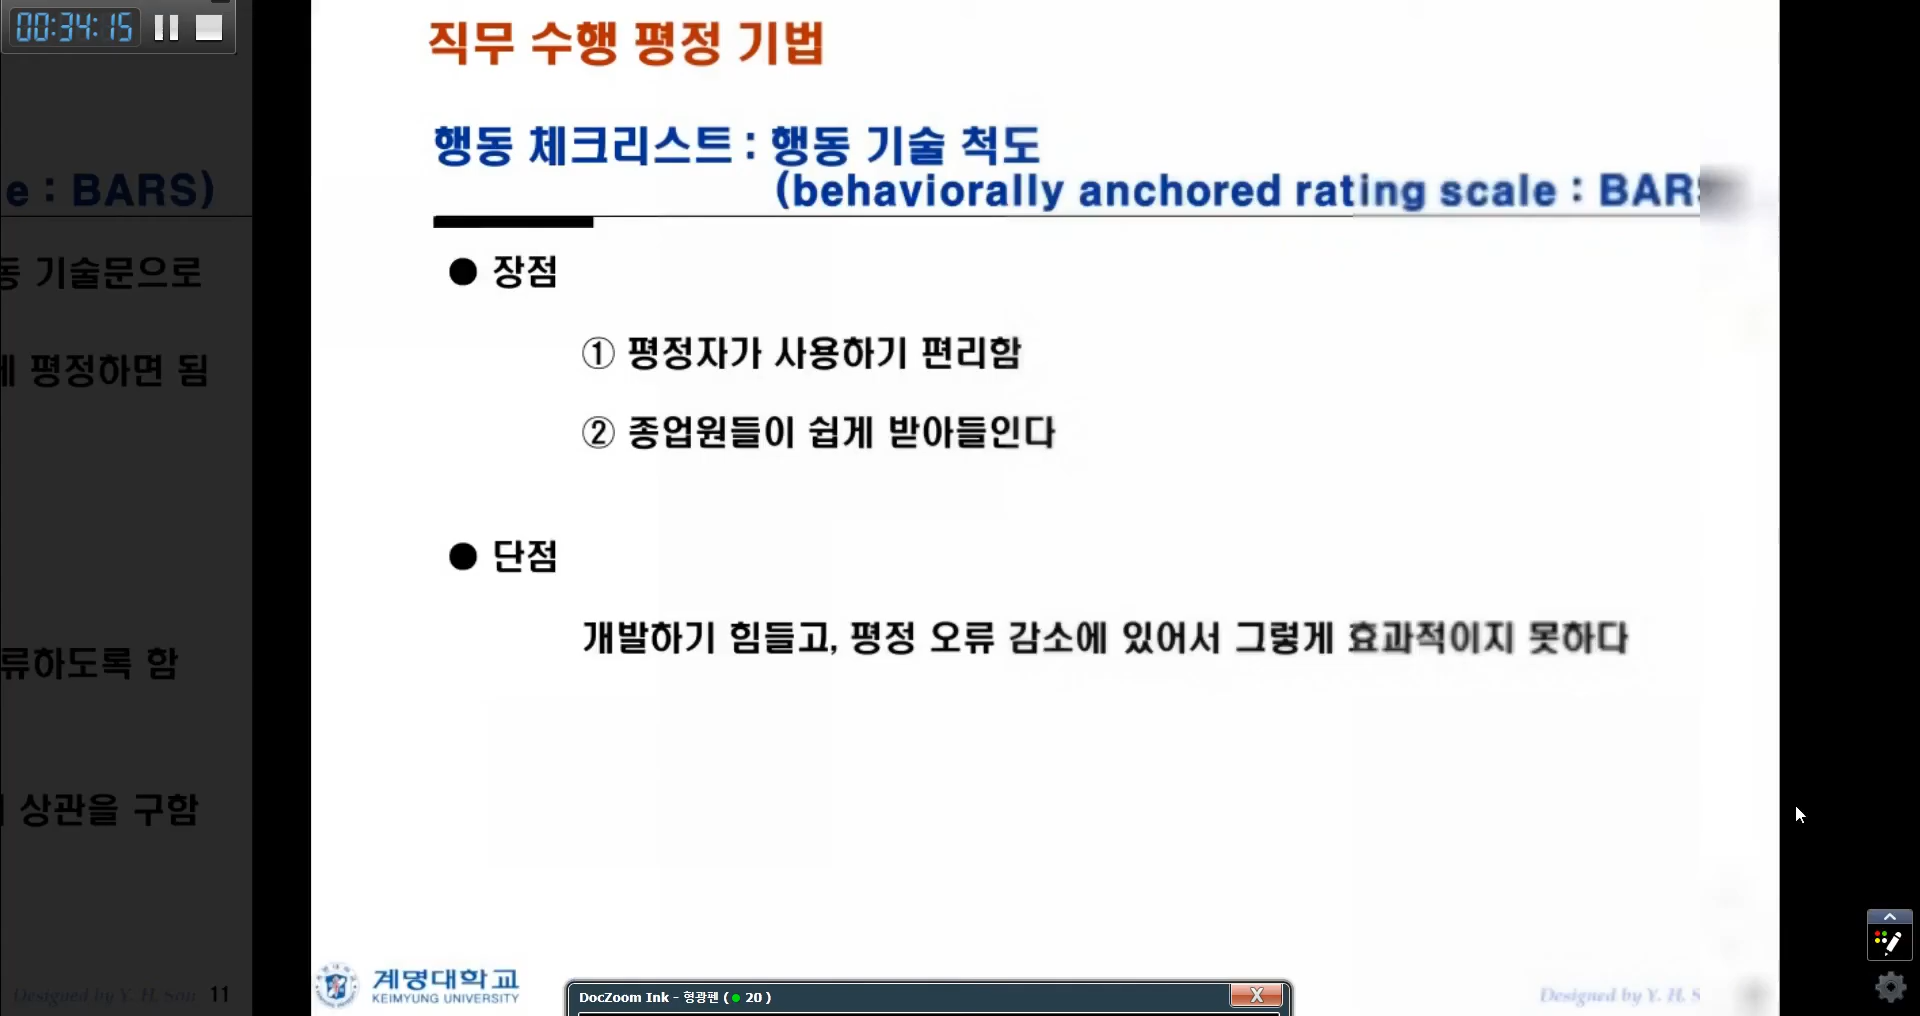 00:34:15
직무 수행 평정 기법
행동 체크리스트 : 행동 기술 척도
(behaviorally anchored rating scale : BARS
● 장점
① 평정자가 사용하기 편리함
② 종업원들이 쉽게 받아들인다
● 단점
개발하기 힘들고, 평정 오류 감소에 있어서 그렇게 효과적이지 못하다
e : BARS)
동 기술문으로
게 평정하면 됨
류하도록 함
상관을 구함
Designed by Y. H. Sou 11
계명대학교
KEIMYUNG UNIVERSITY
DocZoom Ink - 형광펜 ( ● 20 )
X
Designed by Y. H. S